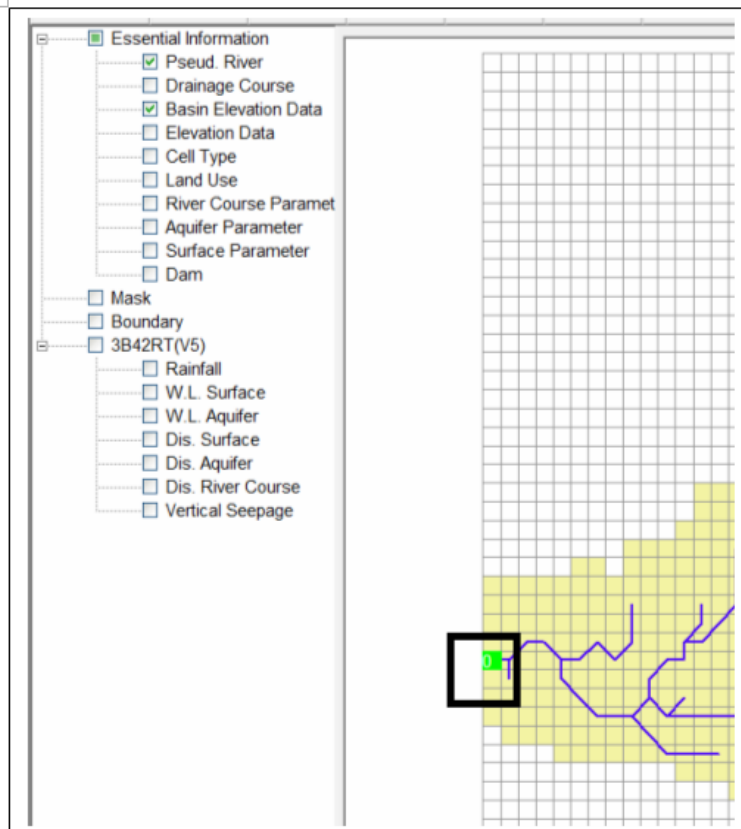 Essential Information
Pseud. River
Drainage Course
Basin Elevation Data
Elevation Data
Cell Type
Land Use
River Course Paramet
Aquifer Parameter
Surface Parameter
Dam
Mask
Boundary
3B42RT(V5)
Rainfall
W.L. Surface
W.L. Aquifer
Dis. Surface
Dis. Aquifer
Dis. River Course
Vertical Seepage
0